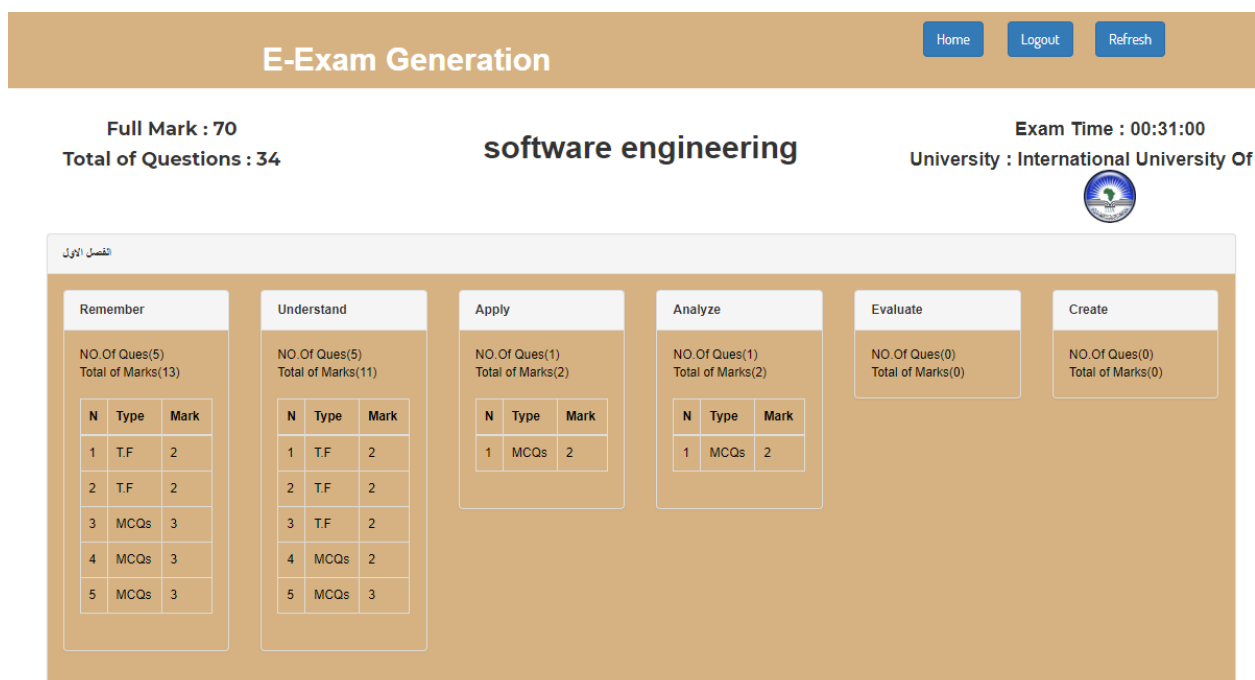 E-Exam Generation
Home
Logout
Refresh
Full Mark : 70
Total of Questions : 34
software engineering
Exam Time : 00:31:00
University : International University Of
الفصل الاول
Remember
NO.Of Ques(5)
Total of Marks(13)
N Type Mark
1 T.F 2
2 T.F 2
3 MCQs 3
4 MCQs 3
5 MCQs 3
Understand
NO.Of Ques(5)
Total of Marks(11)
N Type Mark
1 T.F 2
2 T.F 2
3 T.F 2
4 MCQs 2
5 MCQs 3
Apply
NO.Of Ques(1)
Total of Marks(2)
N Type Mark
1 MCQs 2
Analyze
NO.Of Ques(1)
Total of Marks(2)
N Type Mark
1 MCQs 2
Evaluate
NO.Of Ques(0)
Total of Marks(0)
Create
NO.Of Ques(0)
Total of Marks(0)